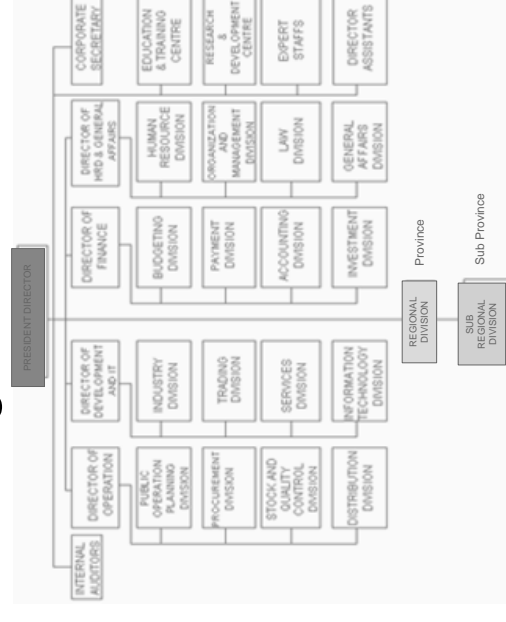 PRESIDENT DIRECTOR
INTERNAL
AUDITORS
CORPORATE
SECRETARY
DIRECTOR OF
OPERATION
DIRECTOR OF
DEVELOPMENT
AND IT
DIRECTOR OF
FINANCE
DIRECTOR OF
HRD & GENERAL
AFFAIRS
PUBLIC
OPERATION
PLANNING
DIVISION
INDUSTRY
DIVISION
BUDGETING
DIVISION
HUMAN
RESOURCE
DIVISION
EDUCATION
& TRAINING
CENTRE
PROCUREMENT
DIVISION
TRADING
DIVISION
PAYMENT
DIVISION
ORGANIZATION
AND
MANAGEMENT
DIVISION
RESEARCH
&
DEVELOPMENT
CENTRE
STOCK AND
QUALITY
CONTROL
DIVISION
SERVICES
DIVISION
ACCOUNTING
DIVISION
LAW
DIVISION
EXPERT
STAFFS
DISTRIBUTION
DIVISION
INFORMATION
TECHNOLOGY
DIVISION
INVESTMENT
DIVISION
GENERAL
AFFAIRS
DIVISION
DIRECTOR
ASSISTANTS
REGIONAL
DIVISION
Province
SUB
REGIONAL
DIVISION
Sub Province